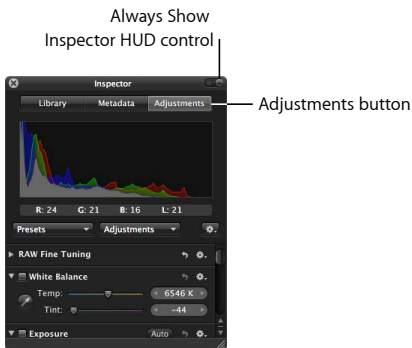 Always Show
Inspector HUD control
Inspector
Library Metadata Adjustments
Adjustments button
R: 24 G: 21 B: 16 L: 21
Presets Adjustments
RAW Fine Tuning
White Balance
Temp: 6546 K
Tint: -44
Exposure Auto